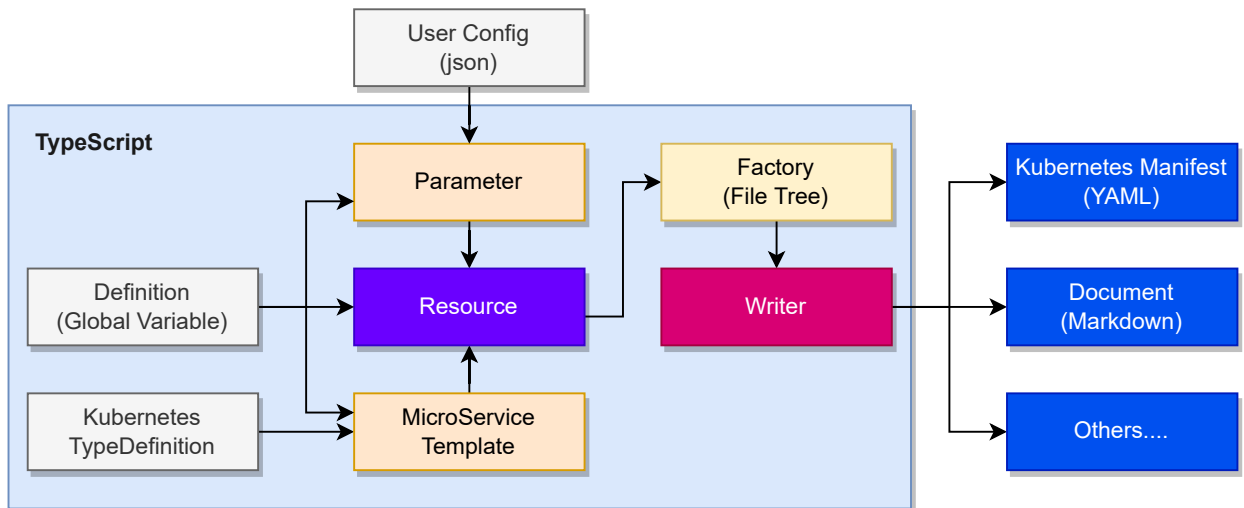 User Config
(json)
TypeScript
Parameter
Factory
(File Tree)
Kubernetes Manifest
(YAML)
Definition
(Global Variable)
Resource
Writer
Document
(Markdown)
Kubernetes
TypeDefinition
MicroService
Template
Others....